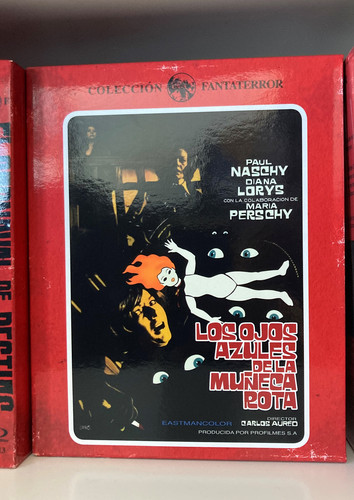 COLECCIÓN FANTATERROR
PAUL
NASCHY
DIANA
LORYS
CON LA COLABORACION DE
MARIA
PERSCHY
LOS OJOS
AZULES
DE LA
MUÑECA
ROTA
EASTMANCOLOR
DIRECTOR
CARLOS AURED
PRODUCIDA POR PROFILMES S.A
DE